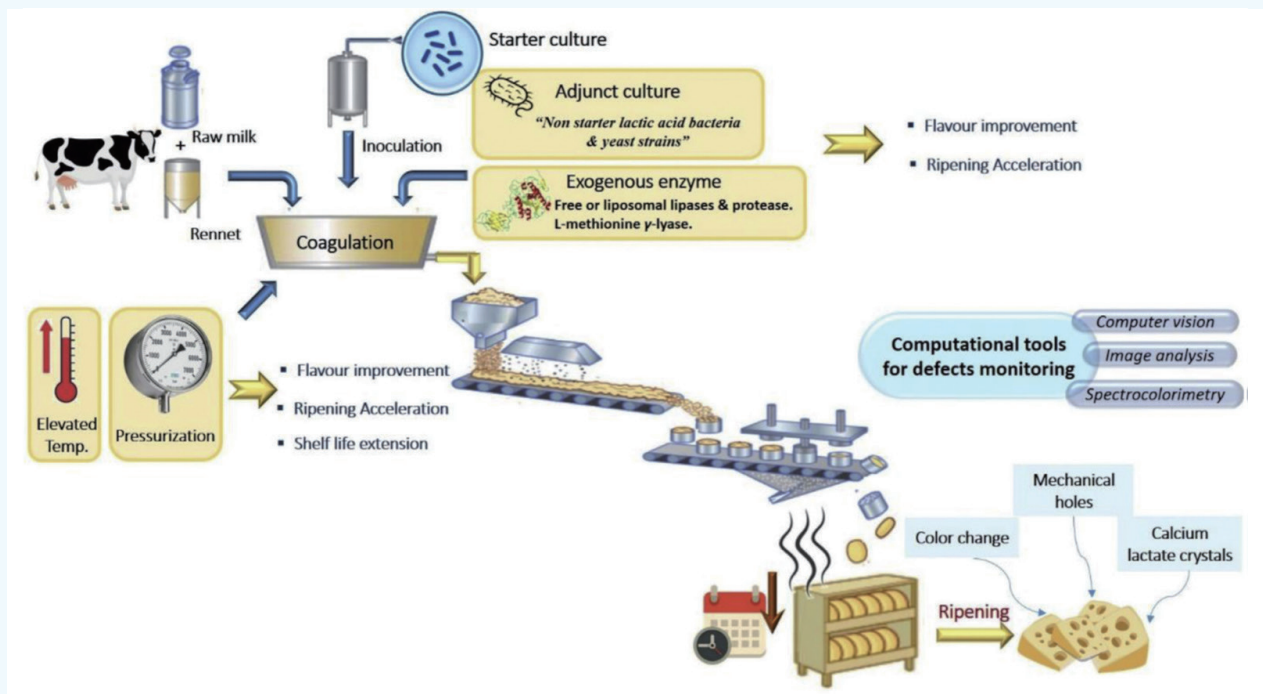 Starter culture
Adjunct culture
“Non starter lactic acid bacteria
& yeast strains”
Raw milk
+
Inoculation
Rennet
Exogenous enzyme
Free or liposomal lipases & protease.
L-methionine γ-lyase.
▪ Flavour improvement
▪ Ripening Acceleration
Coagulation
Elevated
Temp.
Pressurization
▪ Flavour improvement
▪ Ripening Acceleration
▪ Shelf life extension
Computational tools
for defects monitoring
Computer vision
Image analysis
Spectrocolorimetry
Mechanical
holes
Color change
Calcium
lactate crystals
Ripening